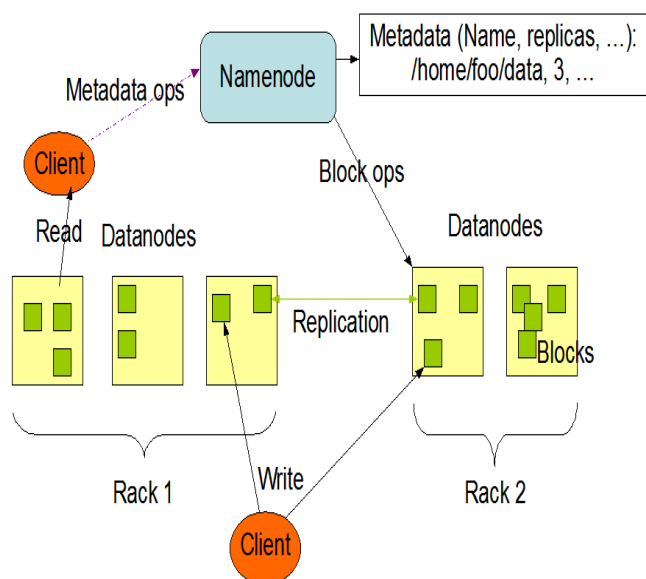 Metadata (Name, replicas, …):
/home/foo/data, 3, …
Namenode
Metadata ops
Client
Block ops
Read
Datanodes
Datanodes
Replication
Blocks
Rack 1
Write
Rack 2
Client